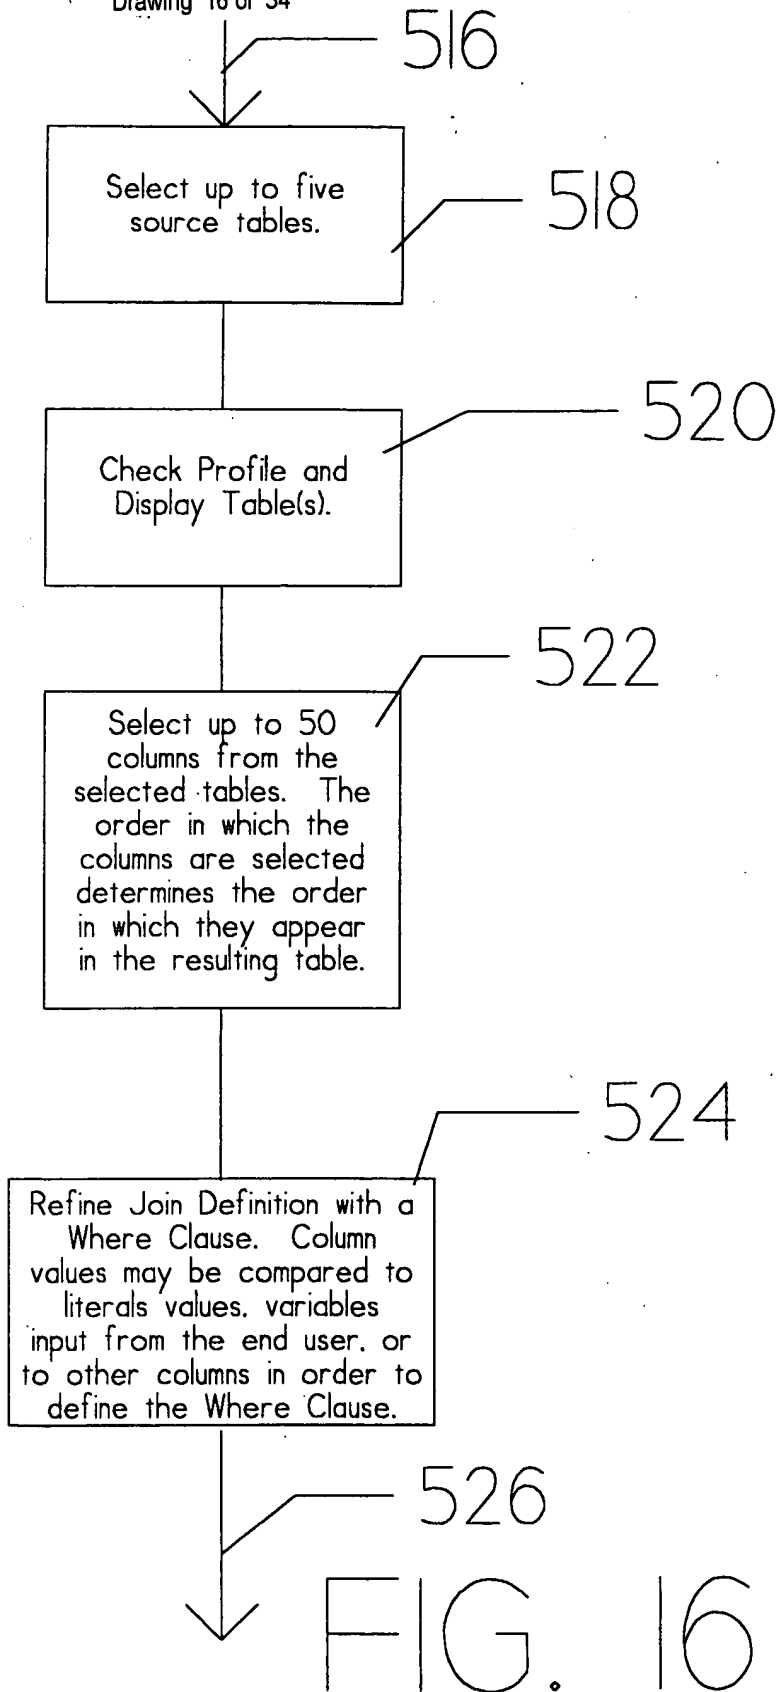 Drawing 16 of 34
516
Select up to five
source tables.
518
520
Check Profile and
Display Table(s).
522
Select up to 50
columns from the
selected tables. The
order in which the
columns are selected
determines the order
in which they appear
in the resulting table.
524
Refine Join Definition with a
Where Clause. Column
values may be compared to
literals values, variables
input from the end user, or
to other columns in order to
define the Where Clause.
526
FIG. 16